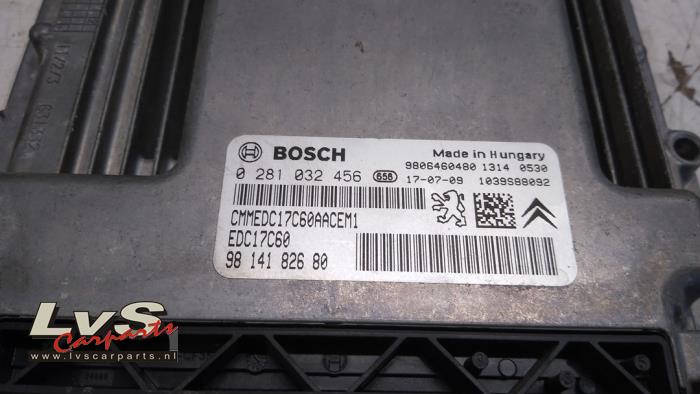 BOSCH
Made in Hungary
9806460480 1314 0530
0 281 032 456 658 17-07-09 1039S88092
CMMEDC17C60AACEM1
EDC17C60
98 141 826 80
LvS
Carparts
www.lvscarparts.nl